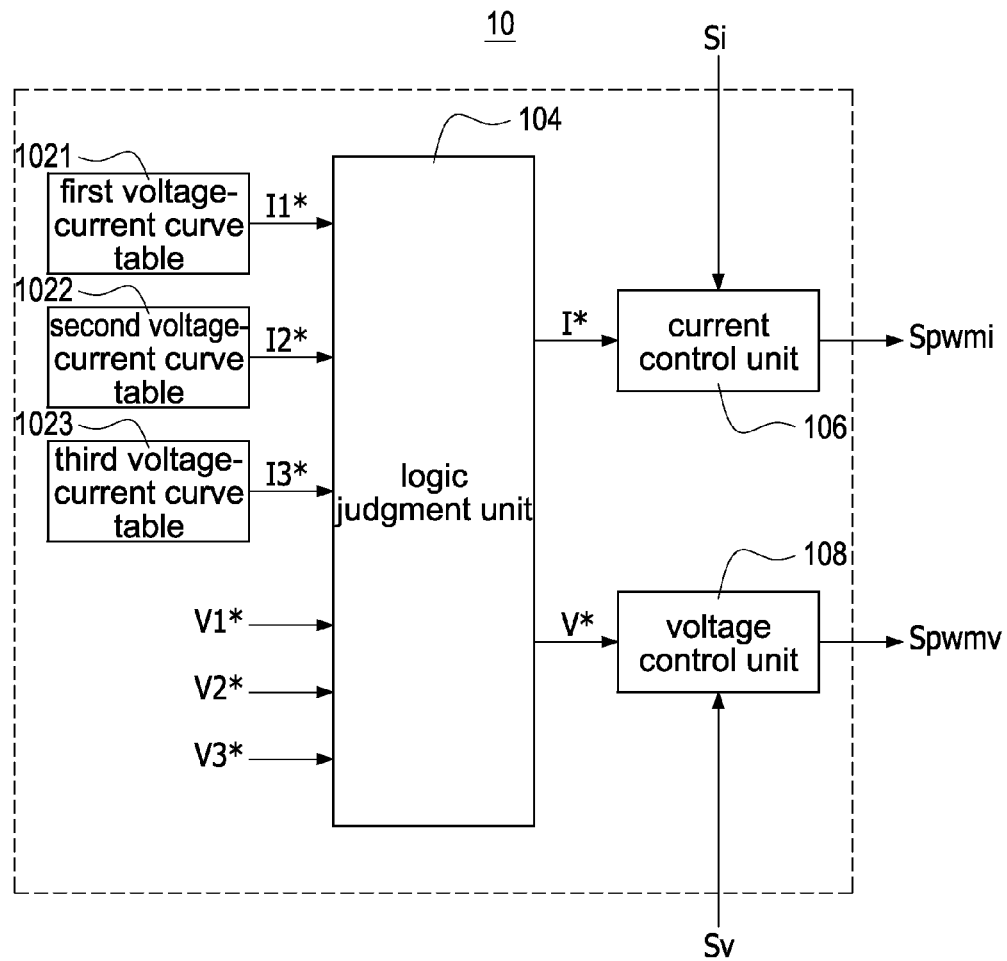 10
Si
104
1021
first voltage-
current curve
table
I1*
1022
second voltage-
current curve
table
I2*
1023
third voltage-
current curve
table
I3*
V1*
V2*
V3*
logic
judgment unit
I*
current
control unit
106
Spwmi
108
V*
voltage
control unit
Spwmv
Sv